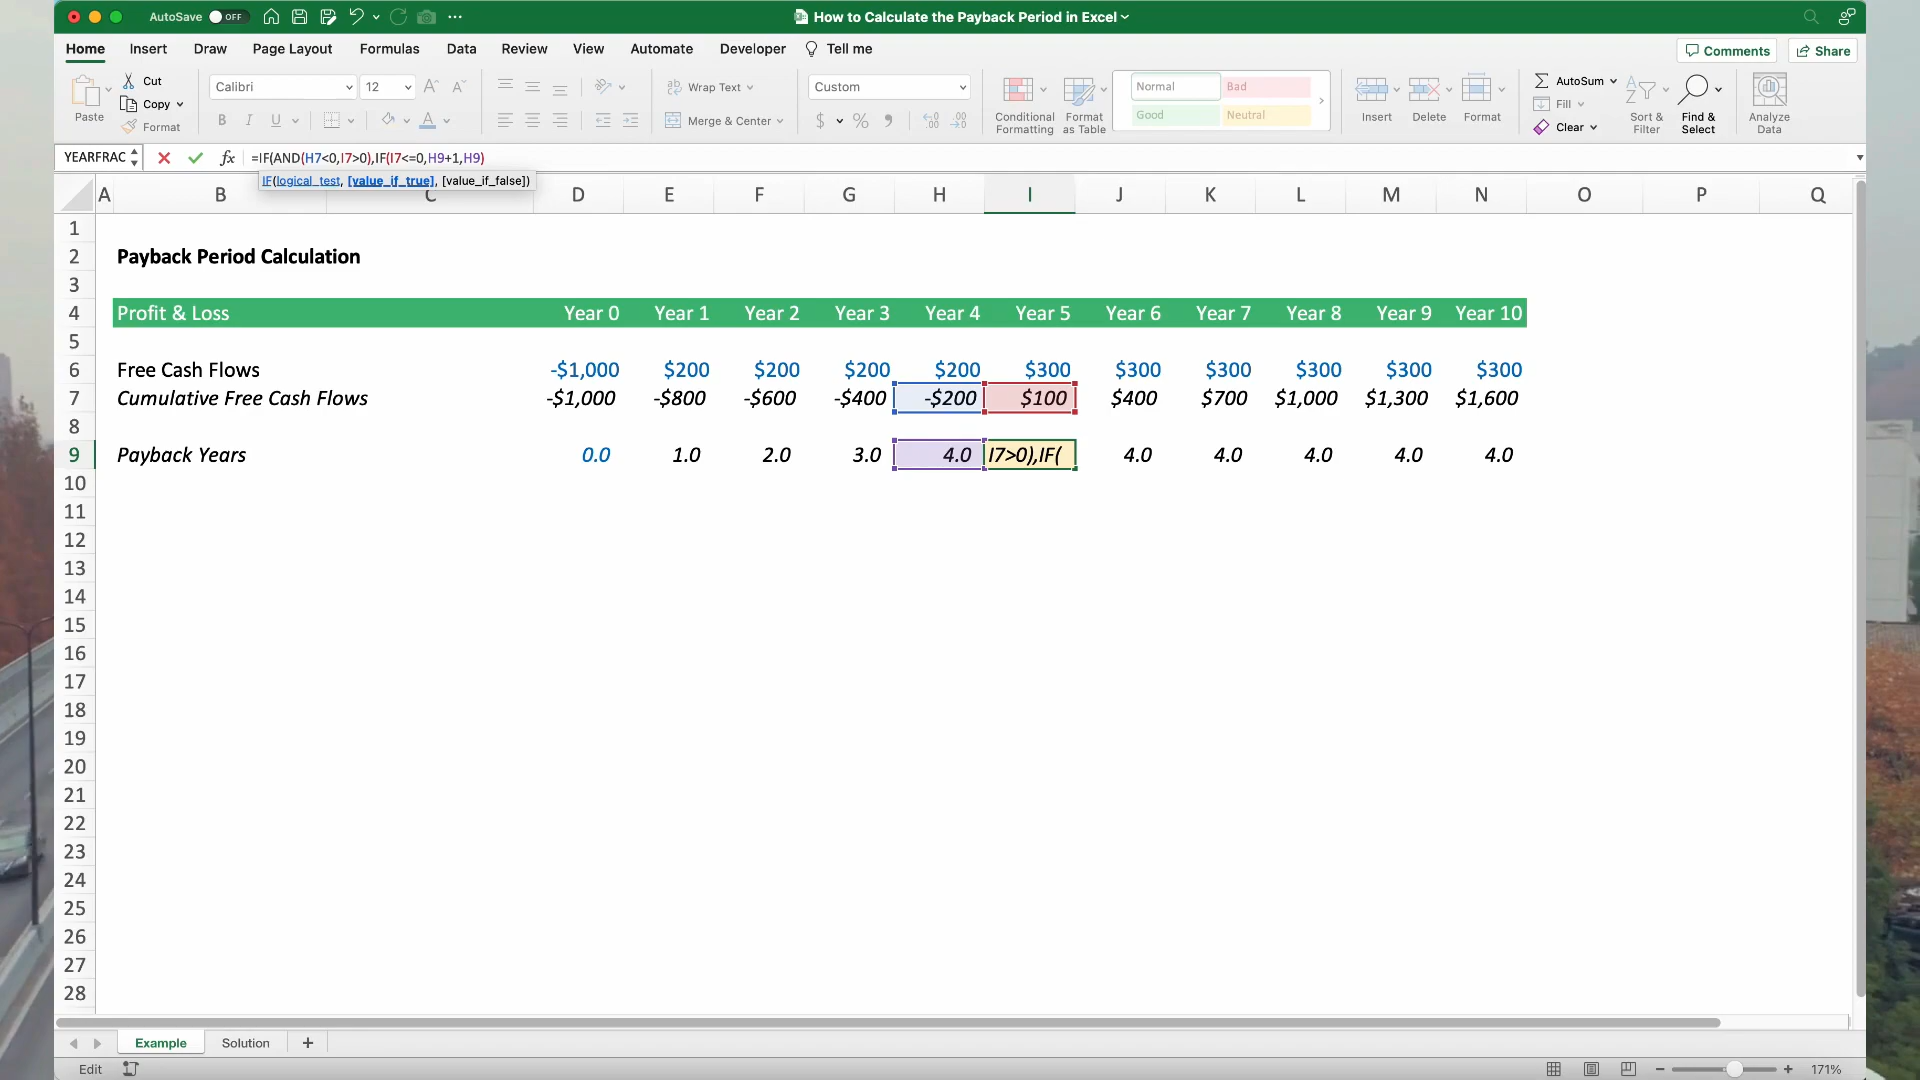 AutoSave OFF ... How to Calculate the Payback Period in Excel
Home Insert Draw Page Layout Formulas Data Review View Automate Developer Tell me Comments Share
Paste Cut Copy Format
Calibri 12 A A
B I U A
Wrap Text
Merge & Center
Custom
$ %
Conditional Formatting
Format as Table
Normal Bad
Good Neutral
Insert Delete Format
AutoSum
Fill
Clear
Sort & Filter
Find & Select
Analyze Data
YEARFRAC fx =IF(AND(H7<0,I7>0),IF(I7<=0,H9+1,H9)
IF(logical_test, [value_if_true], [value_if_false])
A B C D E F G H I J K L M N O P Q
1
2 Payback Period Calculation
3
4 Profit & Loss Year 0 Year 1 Year 2 Year 3 Year 4 Year 5 Year 6 Year 7 Year 8 Year 9 Year 10
5
6 Free Cash Flows -$1,000 $200 $200 $200 $200 $300 $300 $300 $300 $300 $300
7 Cumulative Free Cash Flows -$1,000 -$800 -$600 -$400 -$200 $100 $400 $700 $1,000 $1,300 $1,600
8
9 Payback Years 0.0 1.0 2.0 3.0 4.0 I7>0),IF( 4.0 4.0 4.0 4.0 4.0
10
11
12
13
14
15
16
17
18
19
20
21
22
23
24
25
26
27
28
Example Solution +
Edit 171%